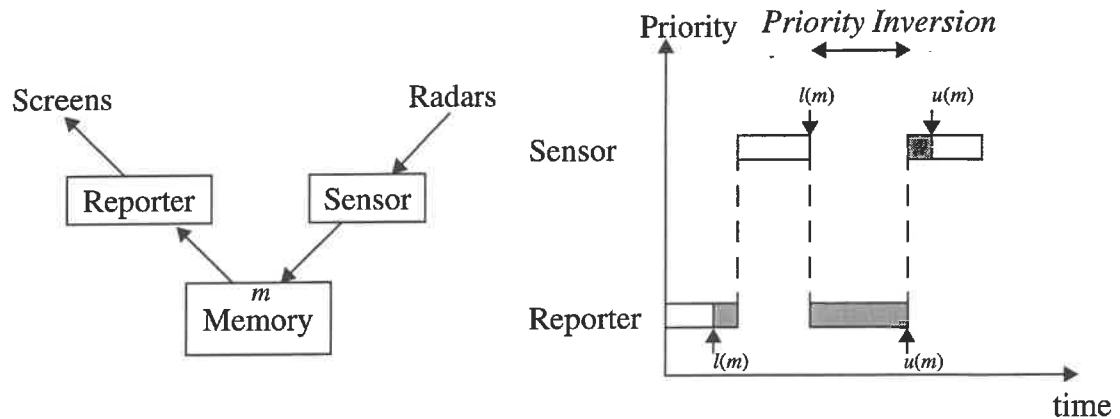 Screens
Radars
Reporter
Sensor
m
Memory
Priority
Priority Inversion
l(m)
u(m)
Sensor
Reporter
l(m)
u(m)
time